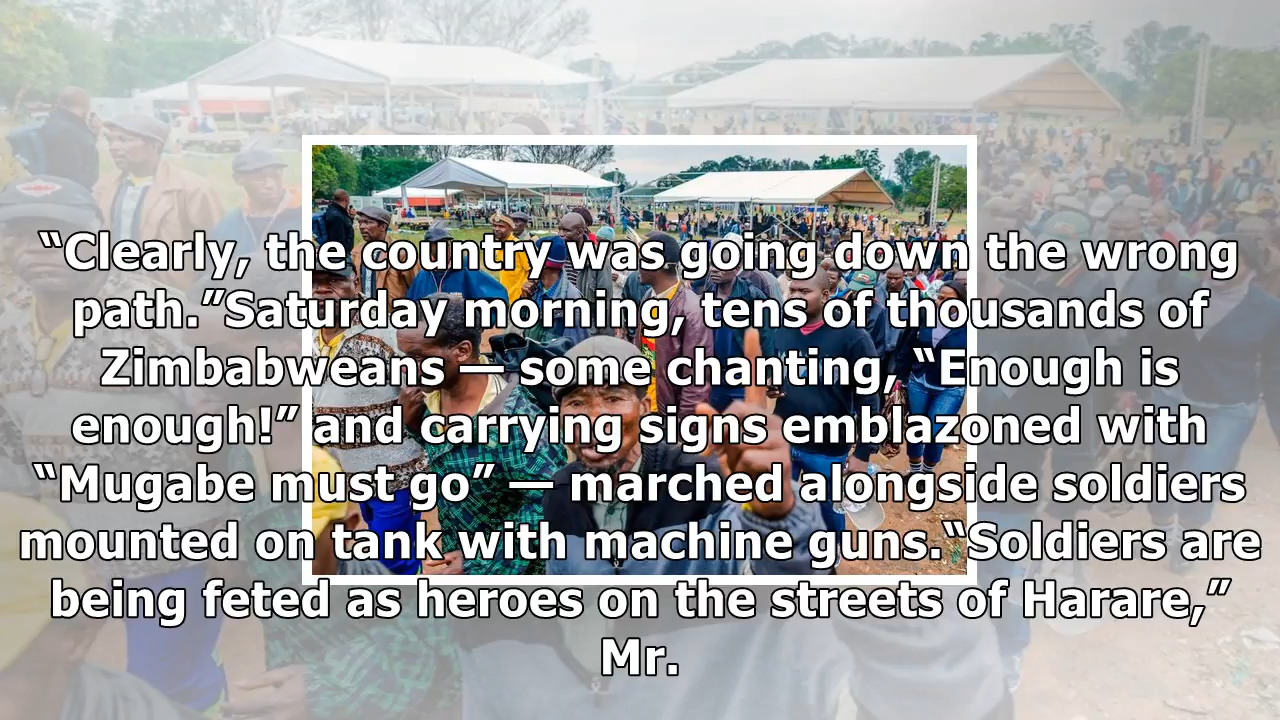 “Clearly, the country was going down the wrong
path.”Saturday morning, tens of thousands of
Zimbabweans — some chanting, “Enough is
enough!” and carrying signs emblazoned with
“Mugabe must go” — marched alongside soldiers
mounted on tank with machine guns.“Soldiers are
being feted as heroes on the streets of Harare,”
Mr.